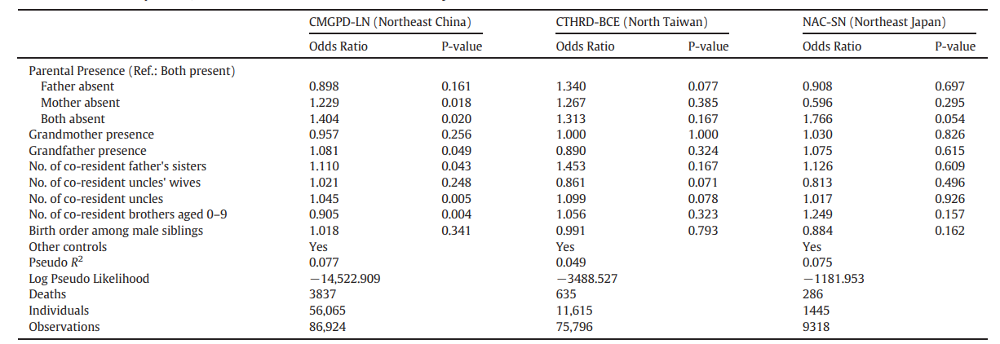 CMGPD-LN (Northeast China) CTHRD-BCE (North Taiwan) NAC-SN (Northeast Japan)
Odds Ratio P-value Odds Ratio P-value Odds Ratio P-value
Parental Presence (Ref.: Both present)
Father absent 0.898 0.161 1.340 0.077 0.908 0.697
Mother absent 1.229 0.018 1.267 0.385 0.596 0.295
Both absent 1.404 0.020 1.313 0.167 1.766 0.054
Grandmother presence 0.957 0.256 1.000 1.000 1.030 0.826
Grandfather presence 1.081 0.049 0.890 0.324 1.075 0.615
No. of co-resident father's sisters 1.110 0.043 1.453 0.167 1.126 0.609
No. of co-resident uncles' wives 1.021 0.248 0.861 0.071 0.813 0.496
No. of co-resident uncles 1.045 0.005 1.099 0.078 1.017 0.926
No. of co-resident brothers aged 0–9 0.905 0.004 1.056 0.323 1.249 0.157
Birth order among male siblings 1.018 0.341 0.991 0.793 0.884 0.162
Other controls Yes Yes Yes
Pseudo R² 0.077 0.049 0.075
Log Pseudo Likelihood −14,522.909 −3488.527 −1181.953
Deaths 3837 635 286
Individuals 56,065 11,615 1445
Observations 86,924 75,796 9318